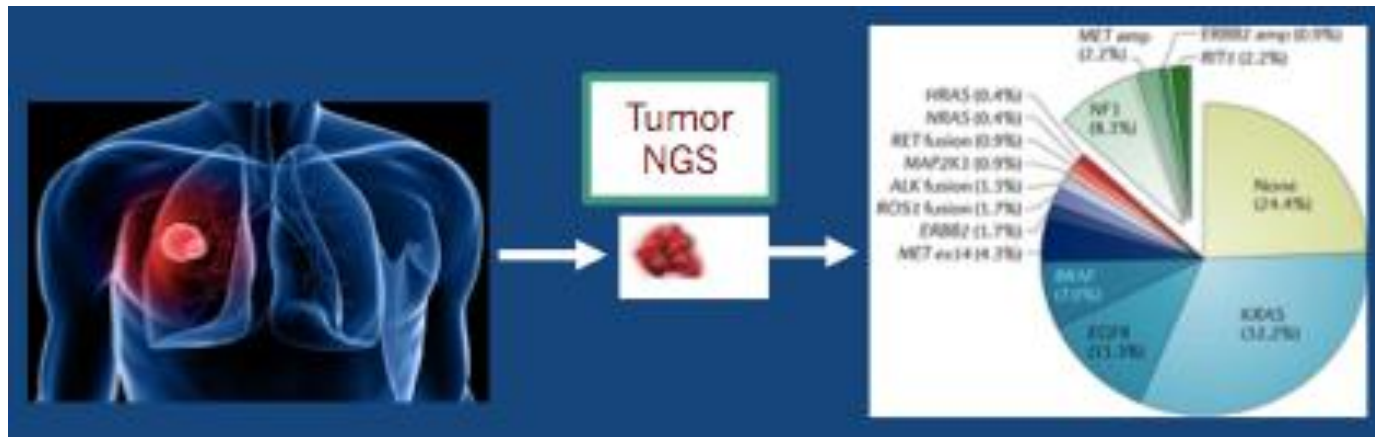 Tumor
NGS
MET amp
(2.2%)
ERBB2 amp (0.9%)
RIT1 (2.2%)
HRAS (0.4%)
NRAS (0.4%)
RET fusion (0.9%)
MAP2K1 (0.9%)
ALK fusion (1.3%)
ROS1 fusion (1.7%)
ERBB2 (1.7%)
MET ex14 (4.3%)
NF1
(8.3%)
None
(24.4%)
BRAF
(7.0%)
EGFR
(11.3%)
KRAS
(32.2%)